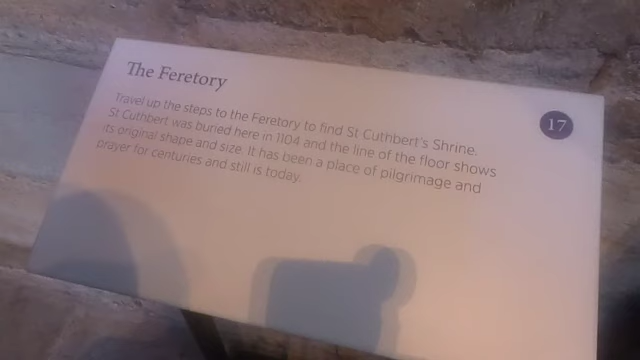 The Feretory
17
Travel up the steps to the Feretory to find St Cuthbert's Shrine.
St Cuthbert was buried here in 1104 and the line of the floor shows
its original shape and size. It has been a place of pilgrimage and
prayer for centuries and still is today.